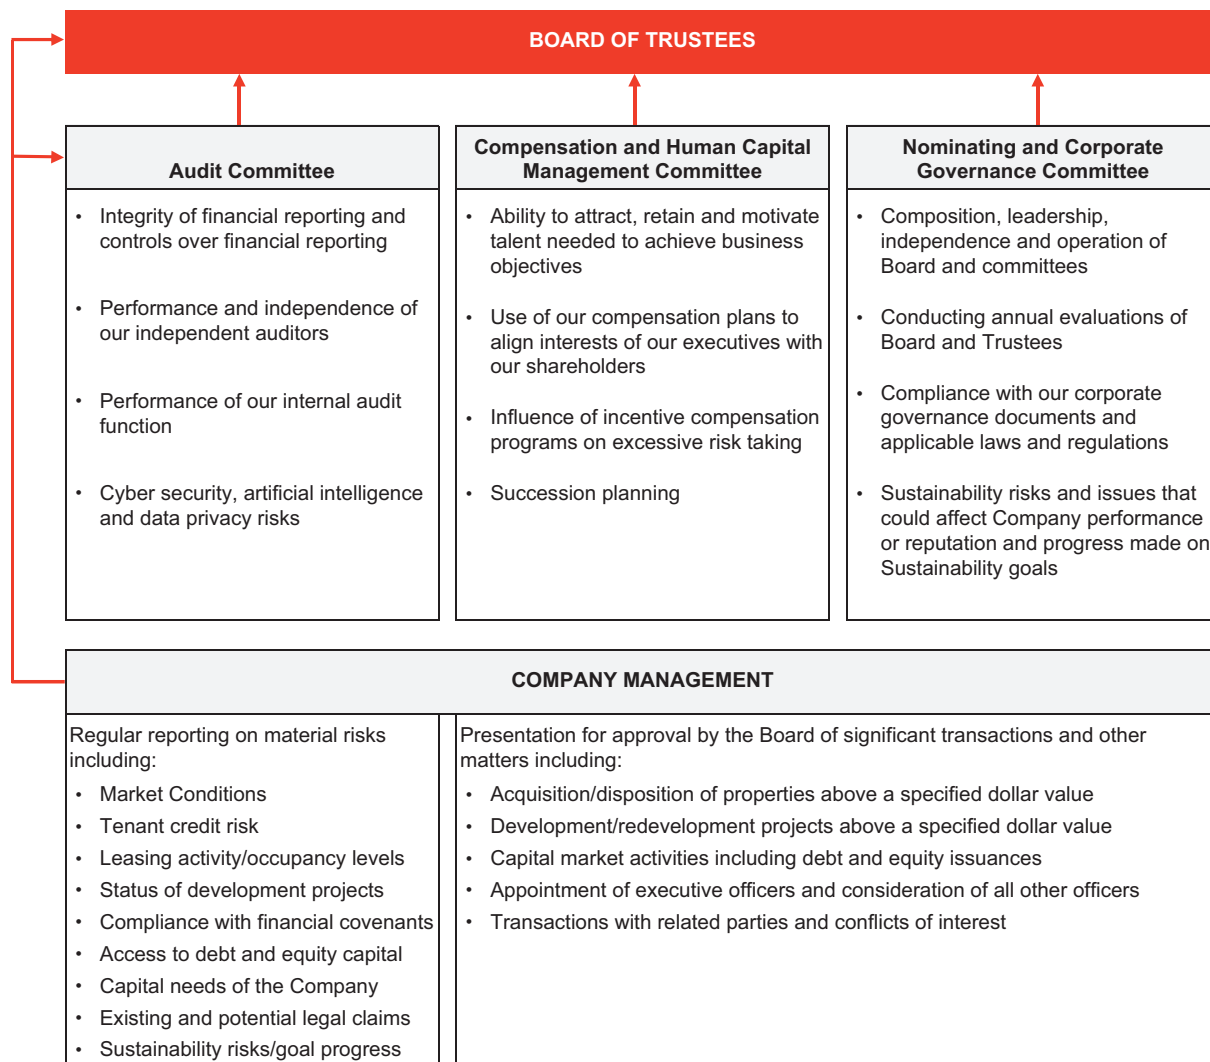 BOARD OF TRUSTEES
Audit Committee
• Integrity of financial reporting and
controls over financial reporting
• Performance and independence of
our independent auditors
• Performance of our internal audit
function
• Cyber security, artificial intelligence
and data privacy risks
Compensation and Human Capital
Management Committee
• Ability to attract, retain and motivate
talent needed to achieve business
objectives
• Use of our compensation plans to
align interests of our executives with
our shareholders
• Influence of incentive compensation
programs on excessive risk taking
• Succession planning
Nominating and Corporate
Governance Committee
• Composition, leadership,
independence and operation of
Board and committees
• Conducting annual evaluations of
Board and Trustees
• Compliance with our corporate
governance documents and
applicable laws and regulations
• Sustainability risks and issues that
could affect Company performance
or reputation and progress made on
Sustainability goals
COMPANY MANAGEMENT
Regular reporting on material risks
including:
• Market Conditions
• Tenant credit risk
• Leasing activity/occupancy levels
• Status of development projects
• Compliance with financial covenants
• Access to debt and equity capital
• Capital needs of the Company
• Existing and potential legal claims
• Sustainability risks/goal progress
Presentation for approval by the Board of significant transactions and other
matters including:
• Acquisition/disposition of properties above a specified dollar value
• Development/redevelopment projects above a specified dollar value
• Capital market activities including debt and equity issuances
• Appointment of executive officers and consideration of all other officers
• Transactions with related parties and conflicts of interest